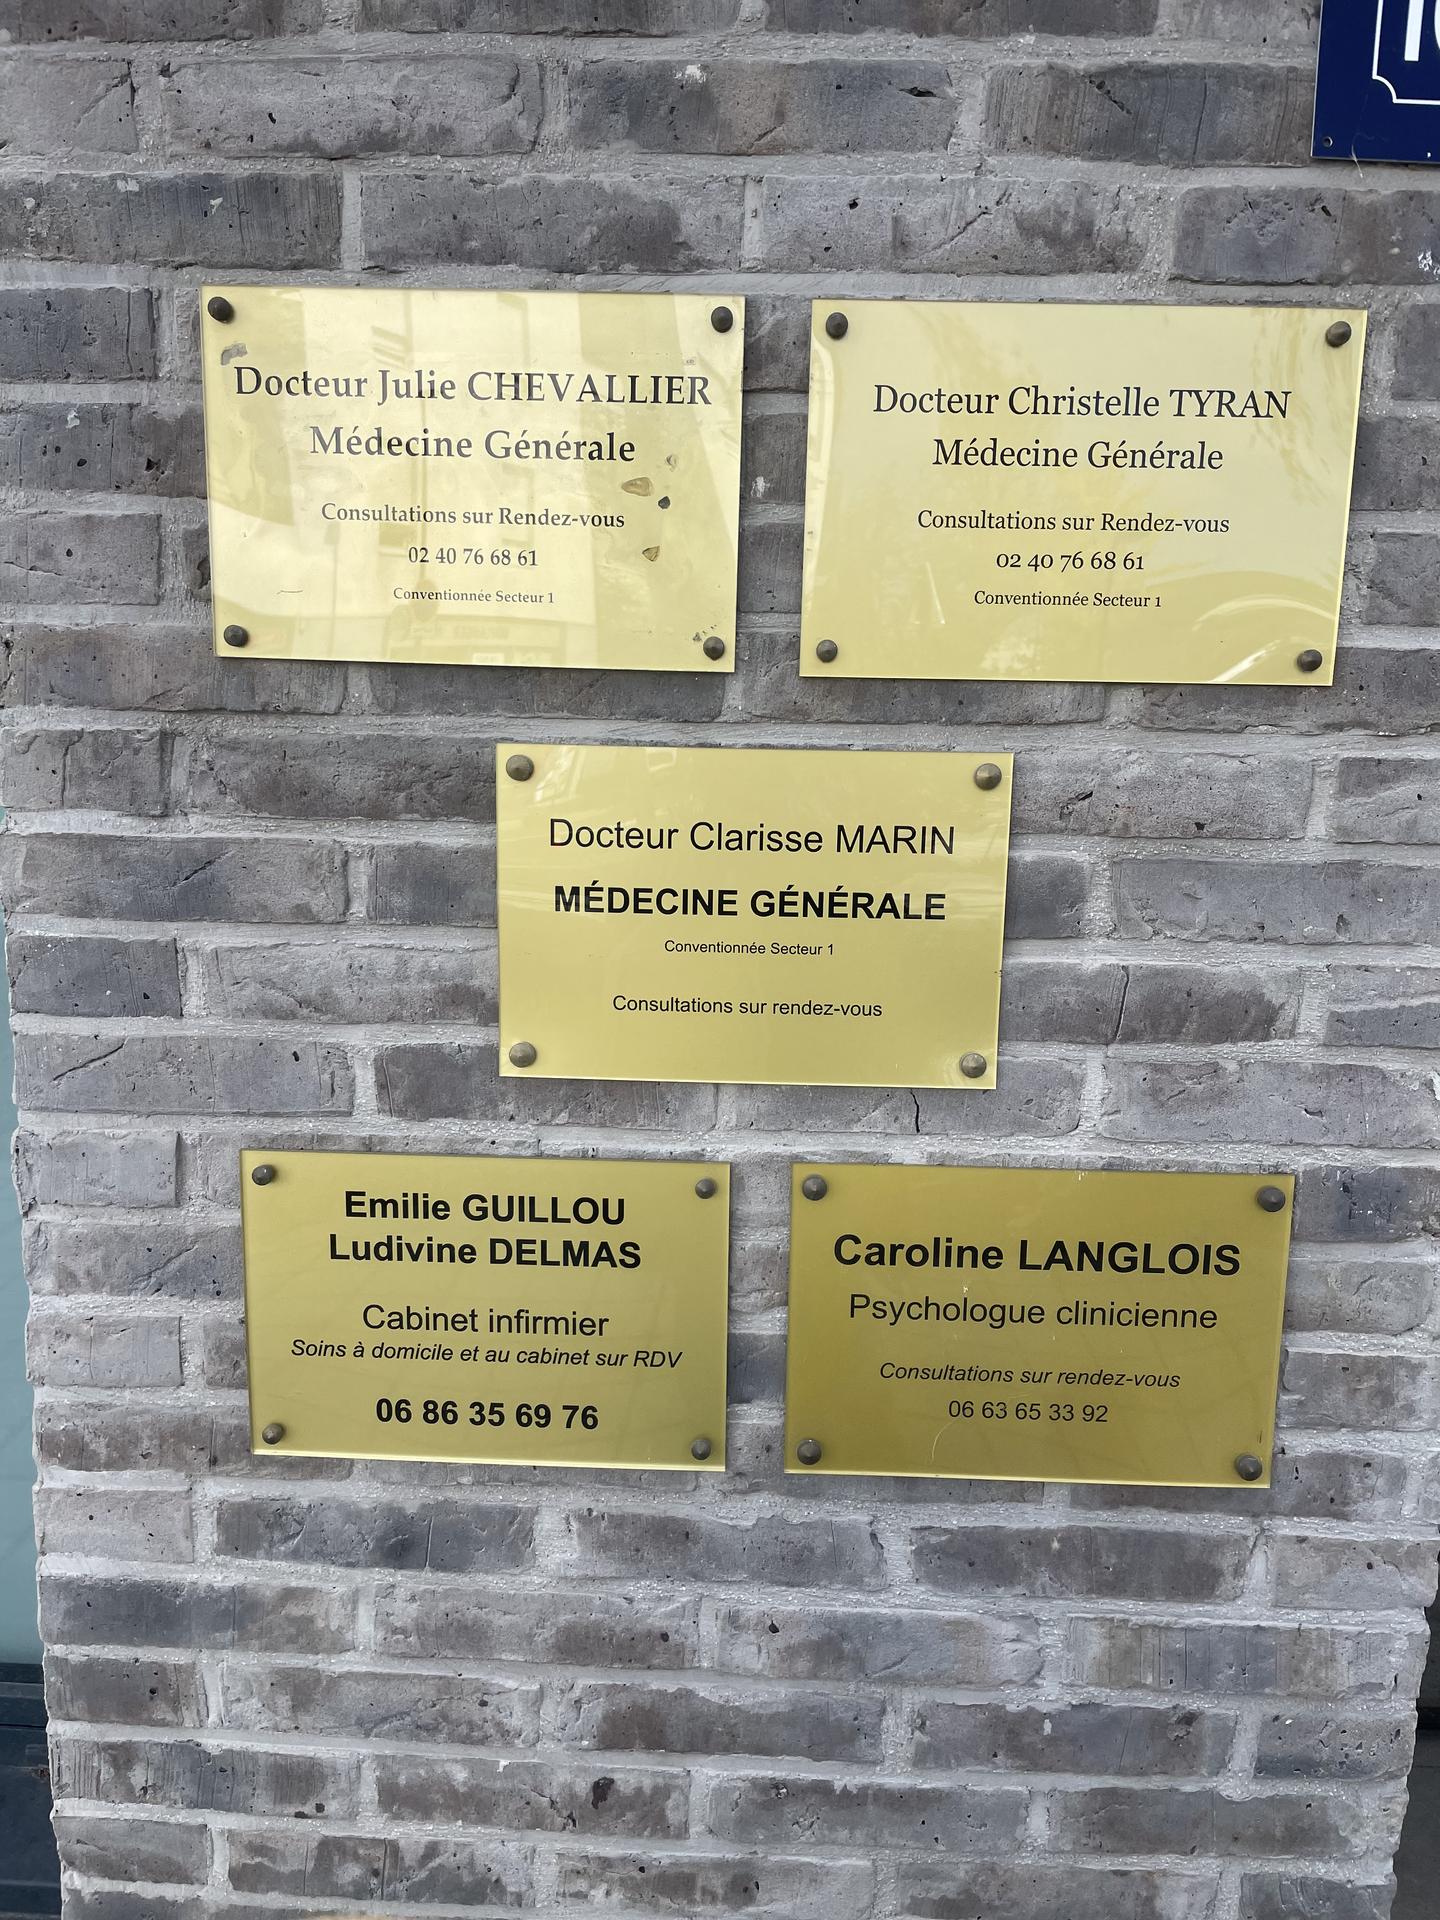 Docteur Julie CHEVALLIER
Médecine Générale
Consultations sur Rendez-vous
02 40 76 68 61
Conventionnée Secteur 1
Docteur Christelle TYRAN
Médecine Générale
Consultations sur Rendez-vous
02 40 76 68 61
Conventionnée Secteur 1
Docteur Clarisse MARIN
MÉDECINE GÉNÉRALE
Conventionnée Secteur 1
Consultations sur rendez-vous
Emilie GUILLOU
Ludivine DELMAS
Cabinet infirmier
Soins à domicile et au cabinet sur RDV
06 86 35 69 76
Caroline LANGLOIS
Psychologue clinicienne
Consultations sur rendez-vous
06 63 65 33 92